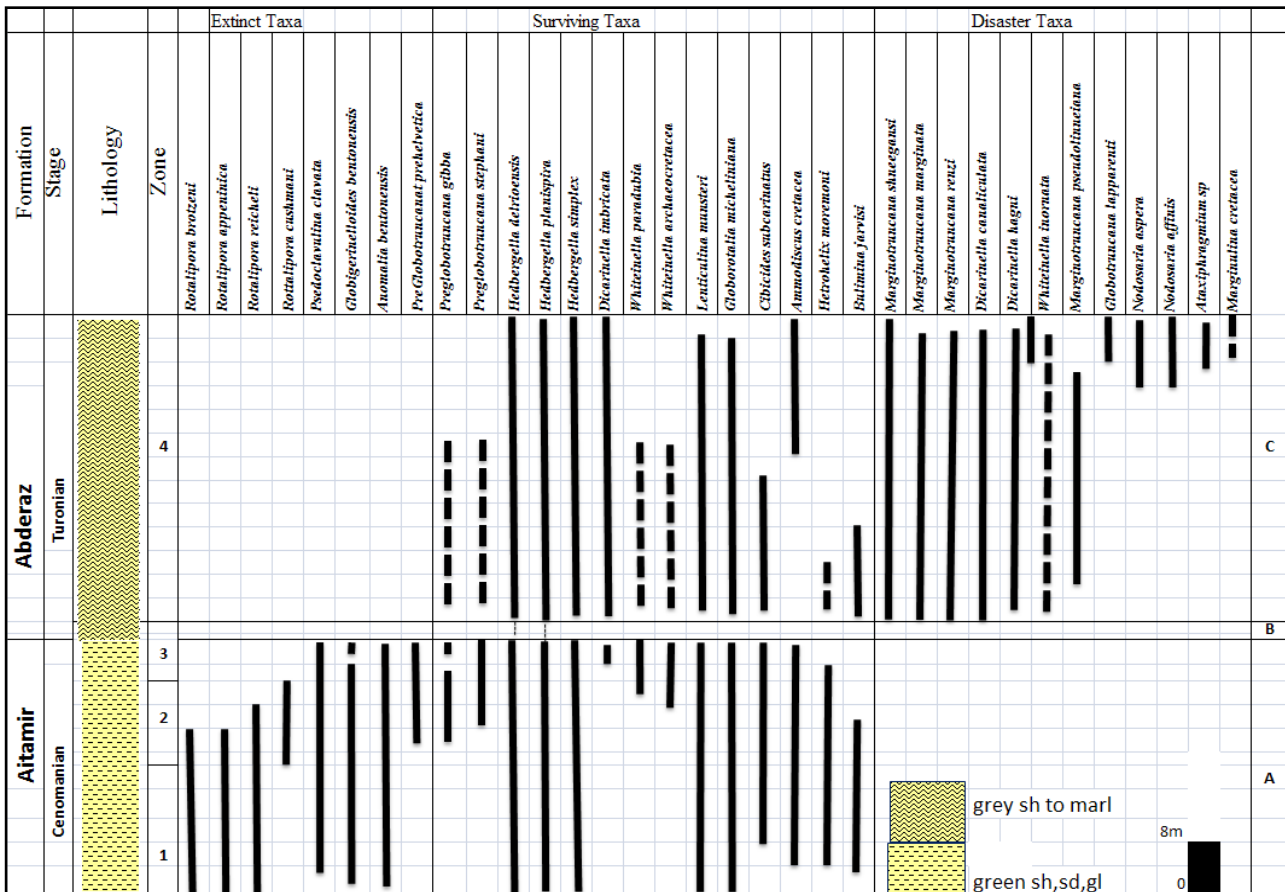 Extinct Taxa
Surviving Taxa
Disaster Taxa
Formation
Stage
Lithology
Zone
Rotalipora brotzeni
Rotalipora appeninica
Rotalipora reicheli
Rottalipora cushmani
Psedoclavulina clavata
Globigerinelloides bentonensis
Anomalia bentonensis
PreGlobotruncanat prehelvetica
Preglobotruncana gibba
Preglobotruncana stephani
Hedbergella delrioensis
Hedbergella planispira
Hedbergella simplex
Dicarinella imbricata
Whiteinella paradubia
Whiteinella archaeocretacea
Lenticulina munsteri
Globorotalia micheliniana
Cibicides subcarinatus
Ammodiscus cretacea
Hetrohelix moremoni
Bulimina jarvisi
Marginotruncana shneegansi
Marginotruncana marginata
Marginotruncana renzi
Dicarinella canaliculata
Dicarinella hagni
Whiteinella inornata
Marginotruncana pseudolinneiana
Globotruncana lapparenti
Nodosaria aspera
Nodosaria affinis
Ataxiphragmium sp
Marginulina cretacea
Abderaz
Turonian
4
C
B
Aitamir
Cenomanian
3
2
1
A
grey sh to marl
green sh,sd,gl
8m
0